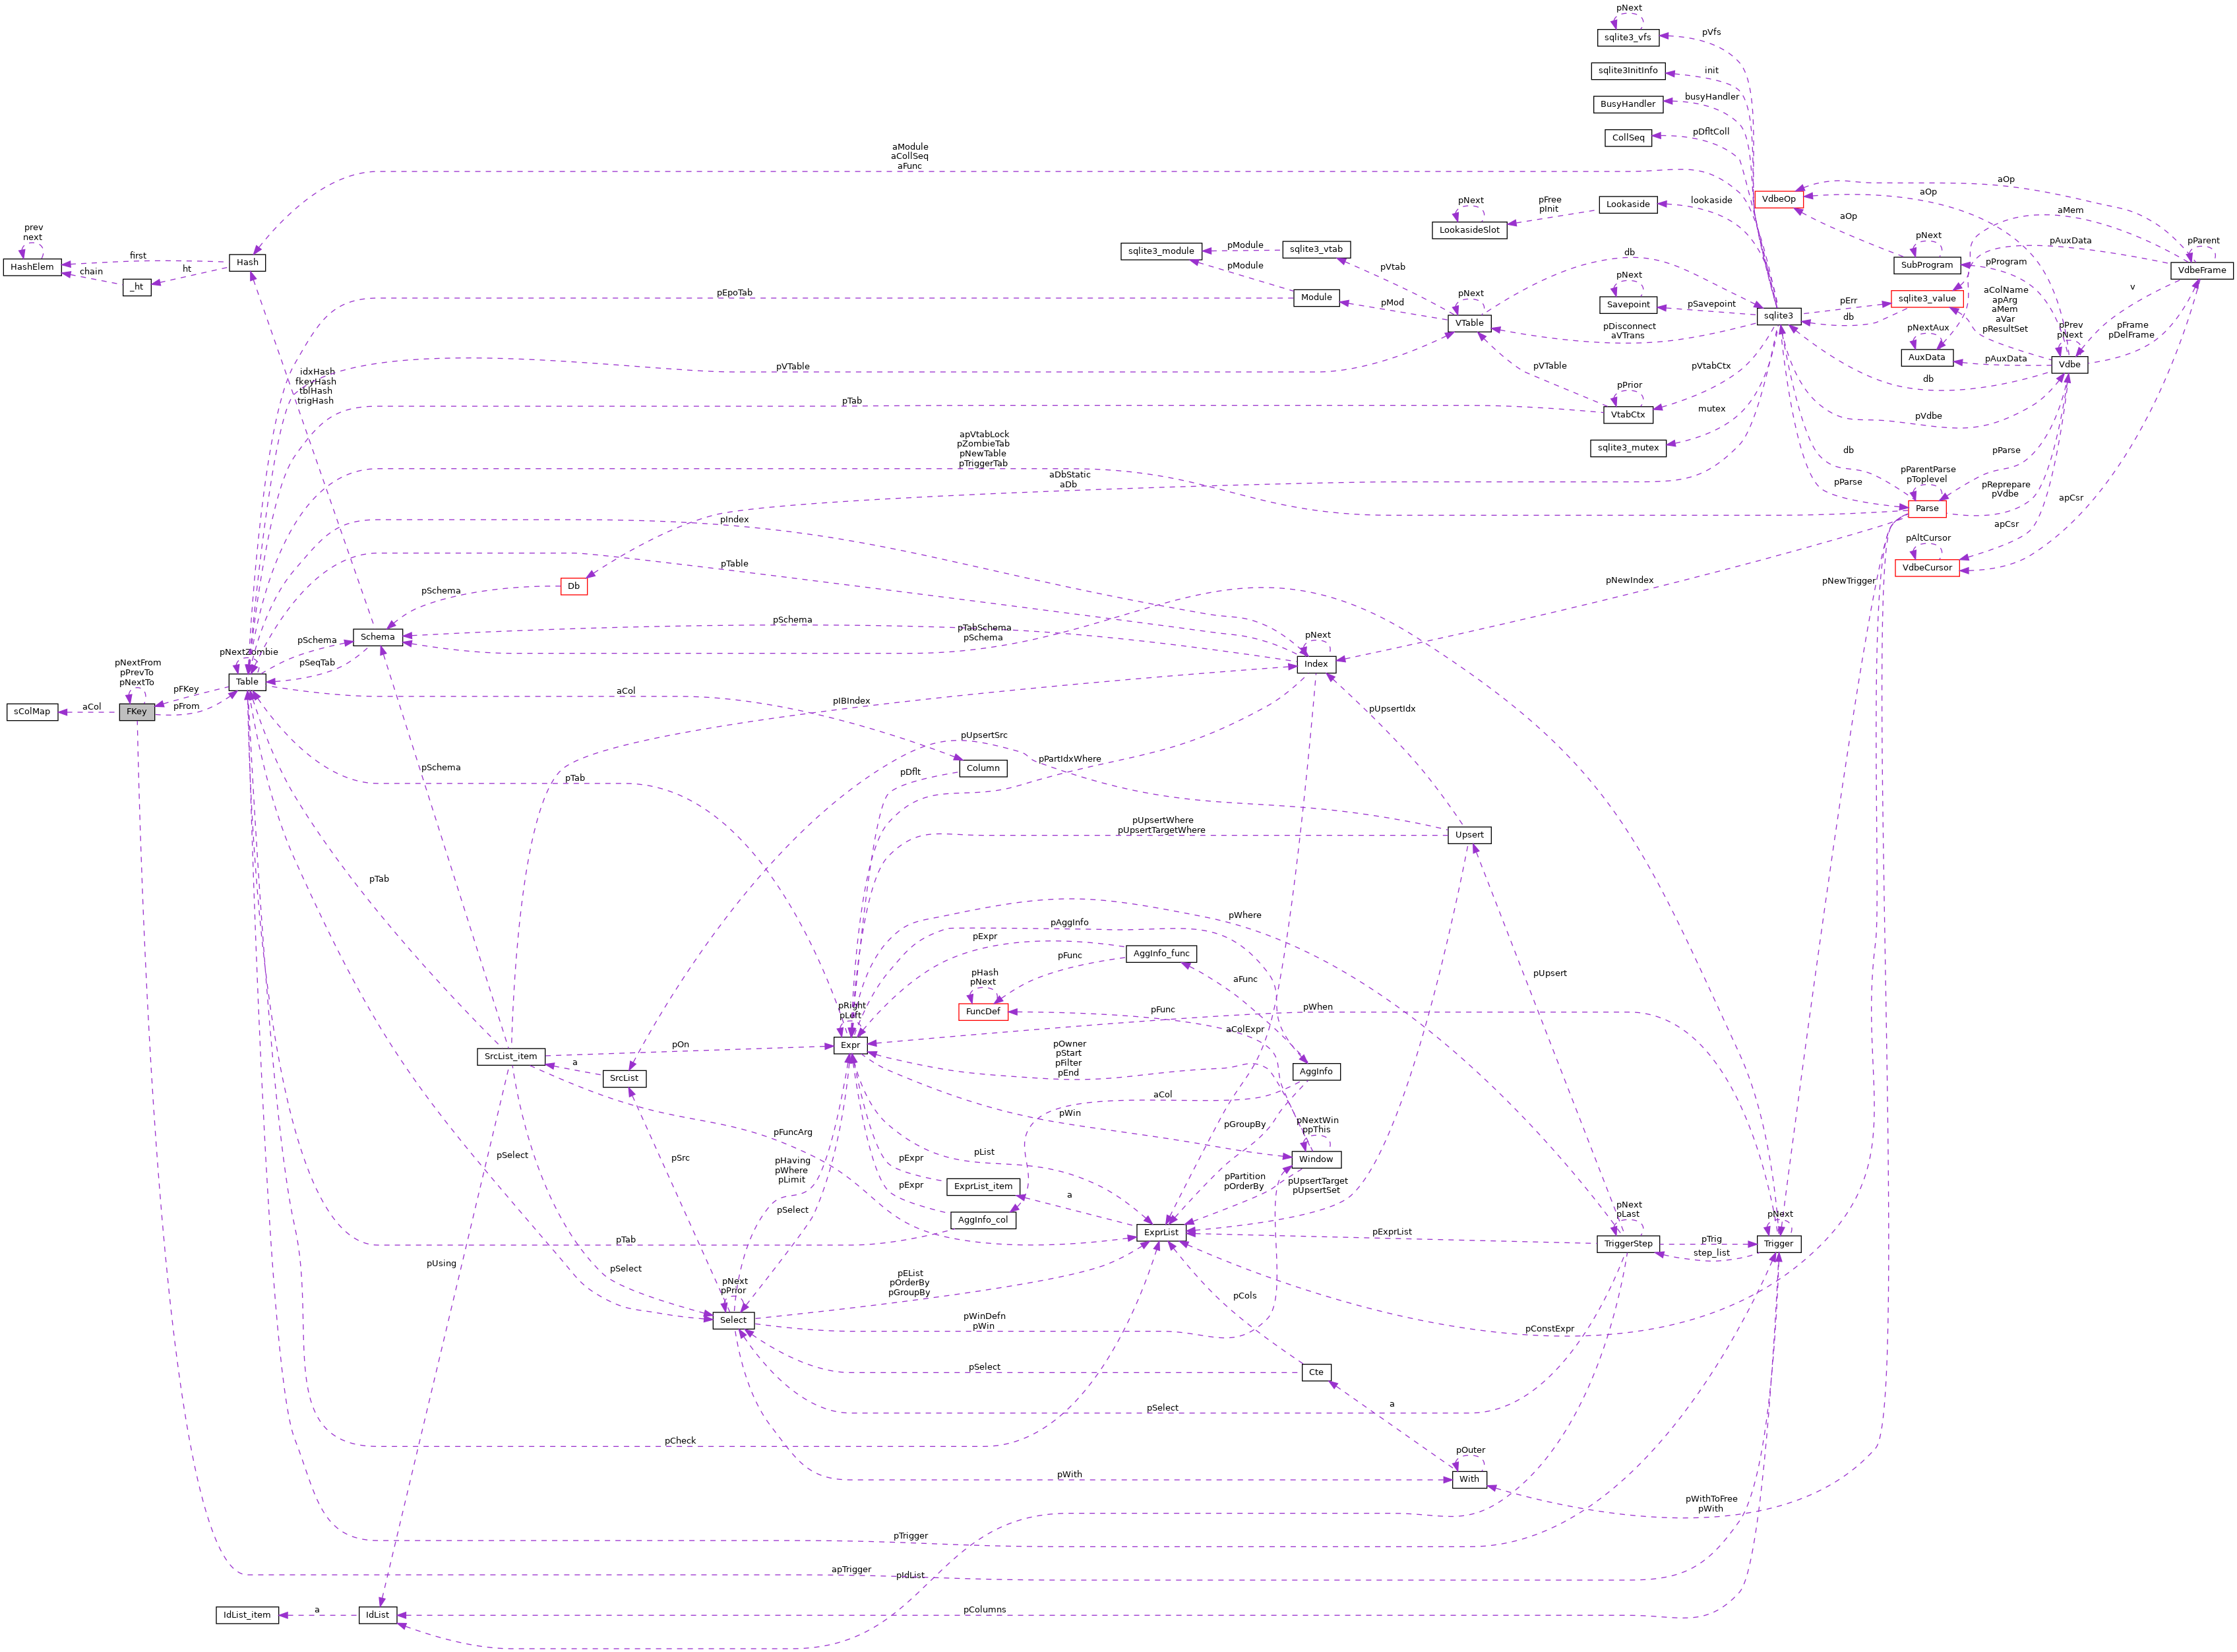 pNext
sqlite3_vfs
pVfs
sqlite3InitInfo
init
BusyHandler
busyHandler
CollSeq
pDfltColl
aModule
aCollSeq
aFunc
prev
next
HashElem
first
chain
_ht
ht
Hash
pNext
LookasideSlot
pFree
pInit
Lookaside
lookaside
VdbeOp
aOp
aOp
aOp
aMem
pAuxData
pParent
VdbeFrame
pNext
SubProgram
pProgram
sqlite3_module
pModule
sqlite3_vtab
pModule
pVtab
Module
pMod
pNext
VTable
db
pNext
Savepoint
pSavepoint
sqlite3
pErr
sqlite3_value
db
aColName
apArg
aMem
aVar
pResultSet
v
pPrev
pNext
Vdbe
pFrame
pDelFrame
pNextAux
AuxData
pAuxData
db
pDisconnect
aVTrans
pEpoTab
pVTable
pVTable
pPrior
VtabCtx
pVtabCtx
pTab
mutex
sqlite3_mutex
pVdbe
idxHash
fkeyHash
tblHash
trigHash
apVtabLock
pZombieTab
pNewTable
pTriggerTab
aDbStatic
aDb
db
pParse
pParse
pParentParse
pToplevel
Parse
pReprepare
pVdbe
apCsr
apCsr
pAltCursor
VdbeCursor
pIndex
pTable
Db
pSchema
pNewIndex
pNewTrigger
Schema
pSchema
pTabSchema
pSchema
pNext
Index
pNextZombie
Table
pSchema
pSeqTab
pNextFrom
pPrevTo
pNextTo
FKey
pFKey
pFrom
sColMap
aCol
aCol
pIBIndex
pUpsertIdx
pUpsertSrc
pPartIdxWhere
Column
pDflt
pSchema
pTab
pUpsertWhere
pUpsertTargetWhere
Upsert
pTab
pWhere
pAggInfo
pExpr
AggInfo_func
pFunc
aFunc
pUpsert
pHash
pNext
FuncDef
pFunc
pWhen
aColExpr
pRight
pLeft
Expr
SrcList_item
pOn
a
SrcList
pOwner
pStart
pFilter
pEnd
AggInfo
aCol
pWin
pGroupBy
pNextWin
ppThis
Window
pFuncArg
pList
pSelect
pSrc
pHaving
pWhere
pLimit
pExpr
ExprList_item
pExpr
AggInfo_col
a
pPartition
pOrderBy
pUpsertTarget
pUpsertSet
pSelect
ExprList
pExprList
pNext
pLast
TriggerStep
pTrig
step_list
pNext
Trigger
pTab
pUsing
pSelect
pNext
pPrior
Select
pEList
pOrderBy
pGroupBy
pWinDefn
pWin
pCols
pConstExpr
pSelect
Cte
a
pSelect
pCheck
pOuter
With
pWith
pWithToFree
pWith
pTrigger
apTrigger
pIdList
IdList_item
a
IdList
pColumns